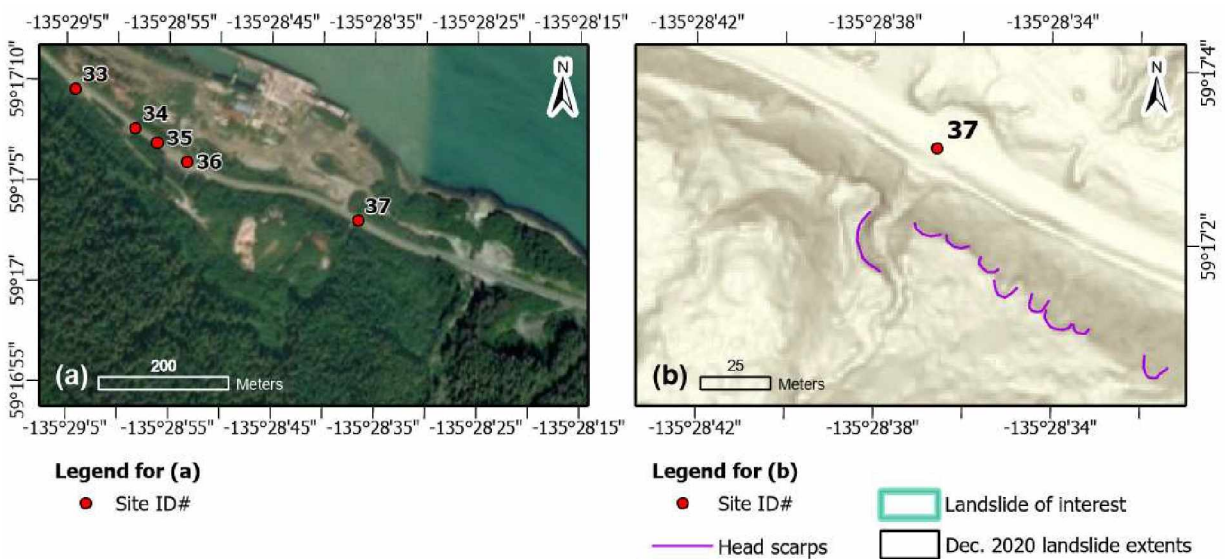 -135°29'5" -135°28'55" -135°28'45" -135°28'35" -135°28'25" -135°28'15"
-135°28'42" -135°28'38" -135°28'34"
59°17'10"
59°17'5"
59°17'
59°16'55"
N
33
34
35
36
37
(a)
200
Meters
-135°29'5" -135°28'55" -135°28'45" -135°28'35" -135°28'25" -135°28'15"
N
37
59°17'4"
59°17'2"
(b)
25
Meters
-135°28'42" -135°28'38" -135°28'34"
Legend for (a)
Site ID#
Legend for (b)
Site ID#
Landslide of interest
Head scarps
Dec. 2020 landslide extents